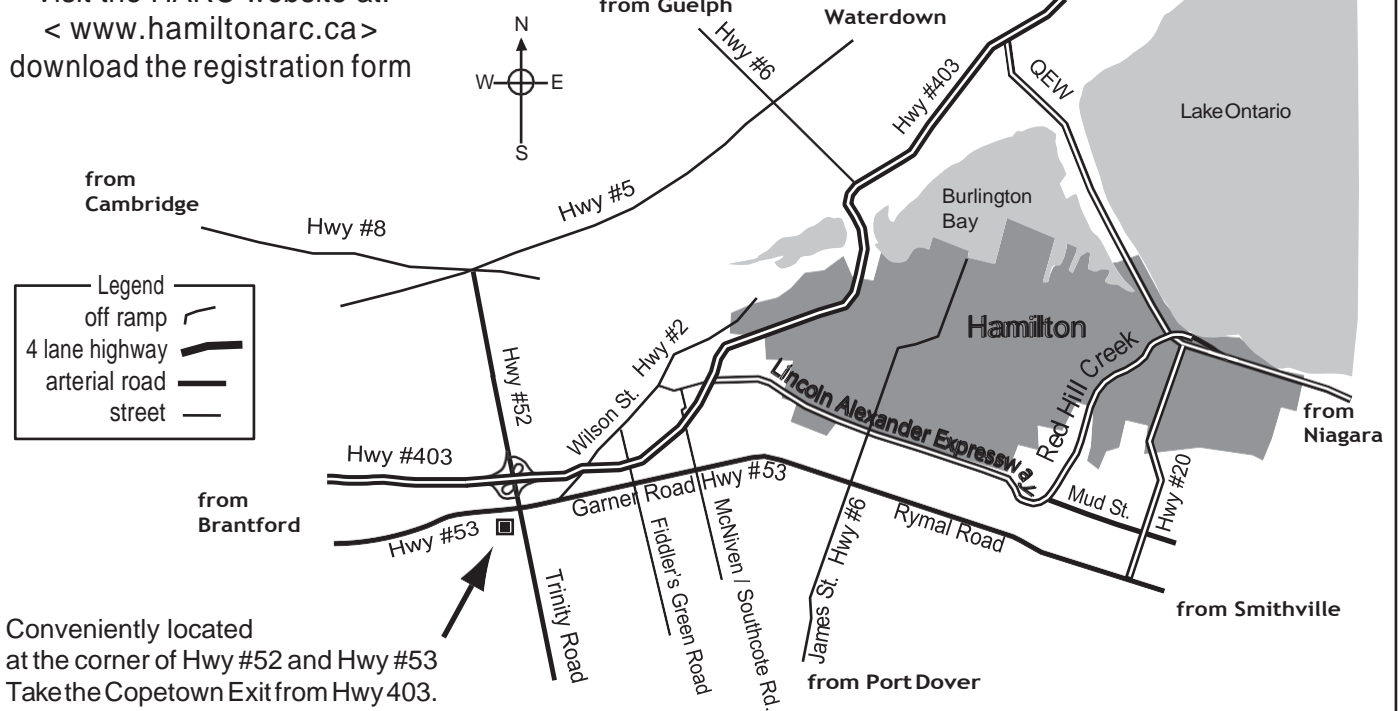 < www.hamiltonarc.ca>
download the registration form
from Guelph
Waterdown
N
W
E
S
Hwy #6
Hwy #403
QEW
Lake Ontario
from
Cambridge
Hwy #8
Hwy #5
Burlington
Bay
Legend
off ramp
4 lane highway
arterial road
street
Hwy #52
Wilson St.
Hwy #2
Hamilton
Lincoln Alexander Expressway
Red Hill Creek
from
Niagara
Hwy #403
from
Brantford
Hwy #53
Garner Road Hwy #53
Mud St.
Hwy #20
Rymal Road
Fiddler's Green Road
McNiven / Southcote Rd.
James St. Hwy #6
Trinity Road
from Smithville
from Port Dover
Conveniently located
at the corner of Hwy #52 and Hwy #53
Take the Copetown Exit from Hwy 403.